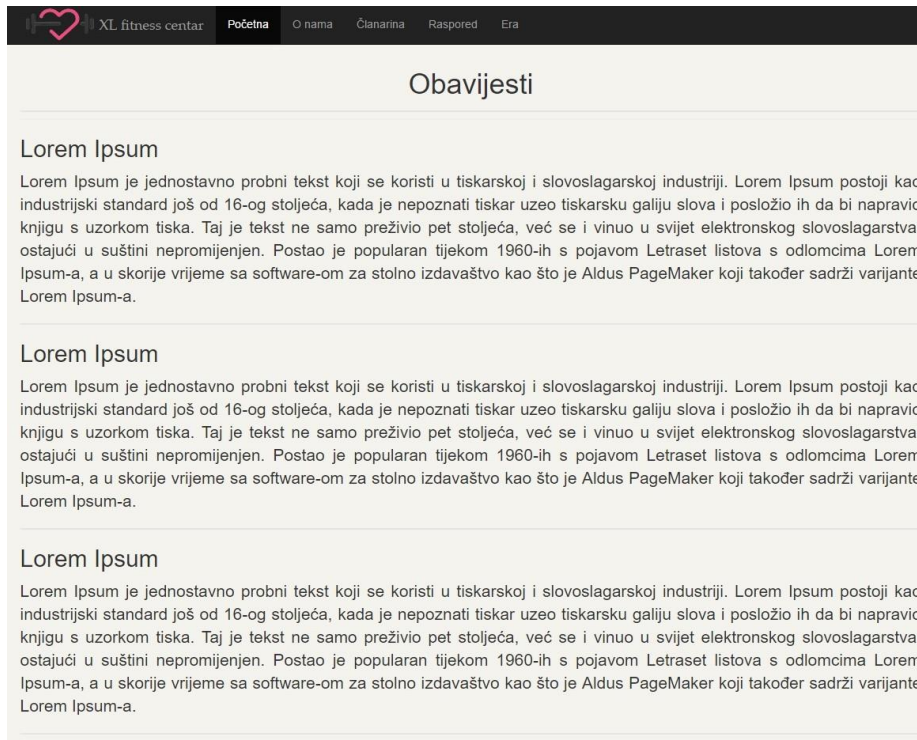 XL fitness centar Početna O nama Članarina Raspored Era
Obavijesti
Lorem Ipsum
Lorem Ipsum je jednostavno probni tekst koji se koristi u tiskarskoj i slovoslagarskoj industriji. Lorem Ipsum postoji kao
industrijski standard još od 16-og stoljeća, kada je nepoznati tiskar uzeo tiskarsku galiju slova i posložio ih da bi napravio
knjigu s uzorkom tiska. Taj je tekst ne samo preživio pet stoljeća, već se i vinuo u svijet elektronskog slovoslagarstva
ostajući u suštini nepromijenjen. Postao je popularan tijekom 1960-ih s pojavom Letraset listova s odlomcima Lorem
Ipsum-a, a u skorije vrijeme sa software-om za stolno izdavaštvo kao što je Aldus PageMaker koji također sadrži varijante
Lorem Ipsum-a.
Lorem Ipsum
Lorem Ipsum je jednostavno probni tekst koji se koristi u tiskarskoj i slovoslagarskoj industriji. Lorem Ipsum postoji kao
industrijski standard još od 16-og stoljeća, kada je nepoznati tiskar uzeo tiskarsku galiju slova i posložio ih da bi napravio
knjigu s uzorkom tiska. Taj je tekst ne samo preživio pet stoljeća, već se i vinuo u svijet elektronskog slovoslagarstva
ostajući u suštini nepromijenjen. Postao je popularan tijekom 1960-ih s pojavom Letraset listova s odlomcima Lorem
Ipsum-a, a u skorije vrijeme sa software-om za stolno izdavaštvo kao što je Aldus PageMaker koji također sadrži varijante
Lorem Ipsum-a.
Lorem Ipsum
Lorem Ipsum je jednostavno probni tekst koji se koristi u tiskarskoj i slovoslagarskoj industriji. Lorem Ipsum postoji kao
industrijski standard još od 16-og stoljeća, kada je nepoznati tiskar uzeo tiskarsku galiju slova i posložio ih da bi napravio
knjigu s uzorkom tiska. Taj je tekst ne samo preživio pet stoljeća, već se i vinuo u svijet elektronskog slovoslagarstva
ostajući u suštini nepromijenjen. Postao je popularan tijekom 1960-ih s pojavom Letraset listova s odlomcima Lorem
Ipsum-a, a u skorije vrijeme sa software-om za stolno izdavaštvo kao što je Aldus PageMaker koji također sadrži varijante
Lorem Ipsum-a.